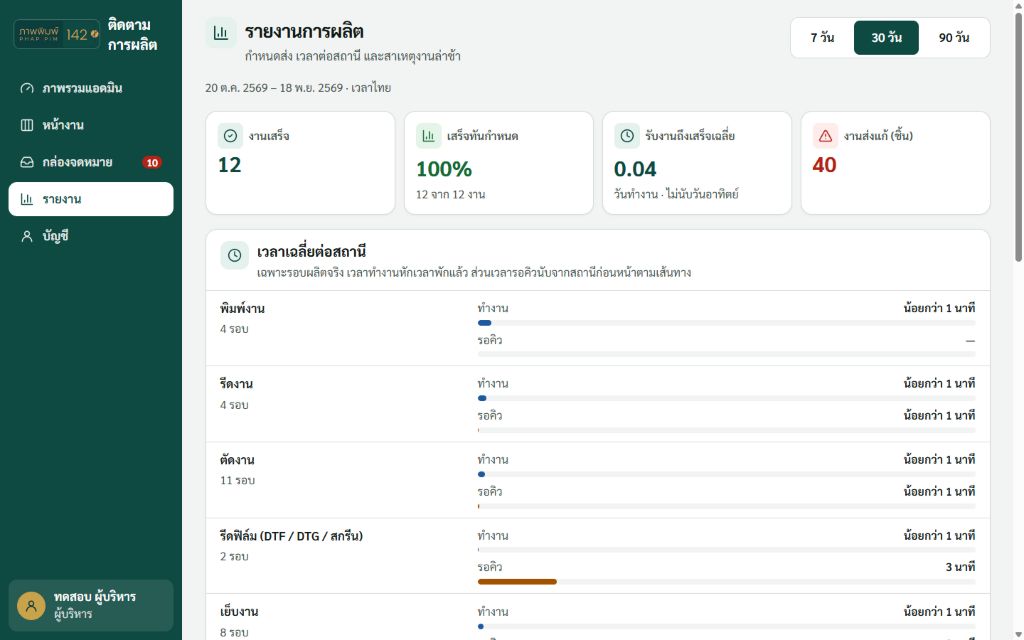 ภาพพิมพ์ 142
PHAP PIM
ติดตาม
การผลิต
ภาพรวมแอดมิน
หน้างาน
กล่องจดหมาย 10
รายงาน
บัญชี
ทดสอบ ผู้บริหาร
ผู้บริหาร
รายงานการผลิต
กำหนดส่ง เวลาต่อสถานี และสาเหตุงานล่าช้า
7 วัน 30 วัน 90 วัน
20 ต.ค. 2569 – 18 พ.ย. 2569 · เวลาไทย
งานเสร็จ
12
เสร็จทันกำหนด
100%
12 จาก 12 งาน
รับงานถึงเสร็จเฉลี่ย
0.04
วันทำงาน · ไม่นับวันอาทิตย์
งานส่งแก้ (ชิ้น)
40
เวลาเฉลี่ยต่อสถานี
เฉพาะรอบผลิตจริง เวลาทำงานหักเวลาพักแล้ว ส่วนเวลารอคิวนับจากสถานีก่อนหน้าตามเส้นทาง
พิมพ์งาน
4 รอบ
ทำงาน น้อยกว่า 1 นาที
รอคิว —
รีดงาน
4 รอบ
ทำงาน น้อยกว่า 1 นาที
รอคิว น้อยกว่า 1 นาที
ตัดงาน
11 รอบ
ทำงาน น้อยกว่า 1 นาที
รอคิว น้อยกว่า 1 นาที
รีดฟิล์ม (DTF / DTG / สกรีน)
2 รอบ
ทำงาน น้อยกว่า 1 นาที
รอคิว 3 นาที
เย็บงาน
8 รอบ
ทำงาน น้อยกว่า 1 นาที